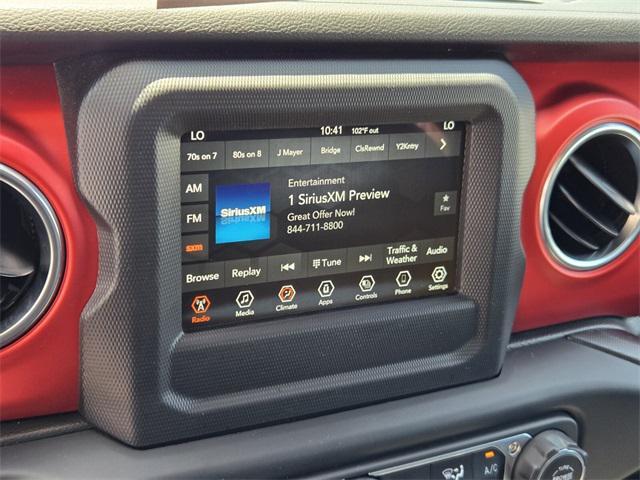 LO 10:41 102°F out LO
70s on 7 80s on 8 J Mayer Bridge ClsRewnd Y2Kntry
AM
FM
sxm
SiriusXM
Entertainment
1 SiriusXM Preview
Great Offer Now!
844-711-8800
Fav
Browse Replay Tune Traffic & Weather Audio
Radio Media Climate Apps Controls Phone Settings
A/C